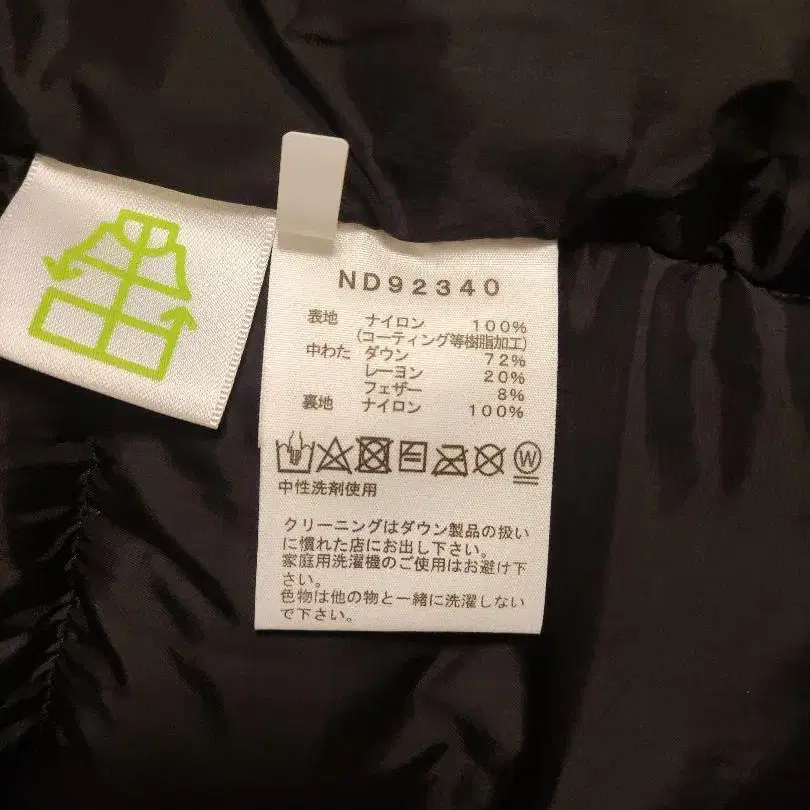 ND92340
表地 ナイロン 100%
(コーティング等樹脂加工)
中わた ダウン 72%
レーヨン 20%
フェザー 8%
裏地 ナイロン 100%
W
中性洗剤使用
クリーニングはダウン製品の扱い
に慣れた店にお出し下さい。
家庭用洗濯機のご使用はお避け下
さい。
色物は他の物と一緒に洗濯しない
で下さい。